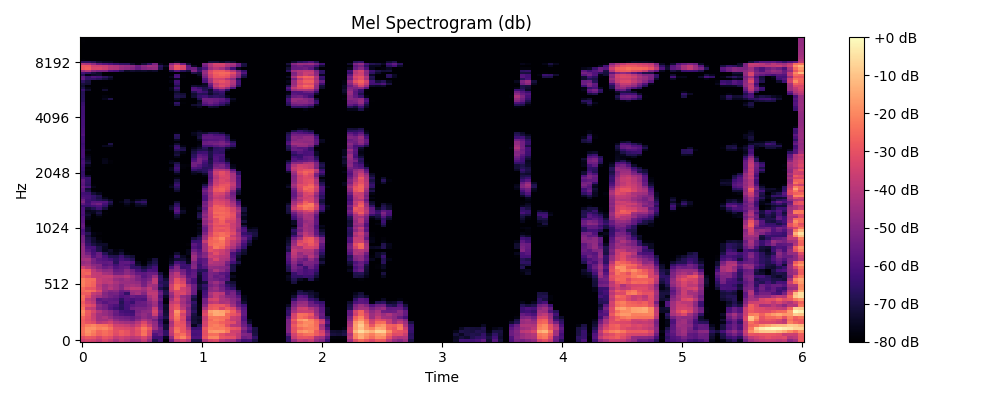 Mel Spectrogram (db)
8192
4096
2048
1024
512
0
Hz
0 1 2 3 4 5 6
Time
+0 dB
-10 dB
-20 dB
-30 dB
-40 dB
-50 dB
-60 dB
-70 dB
-80 dB